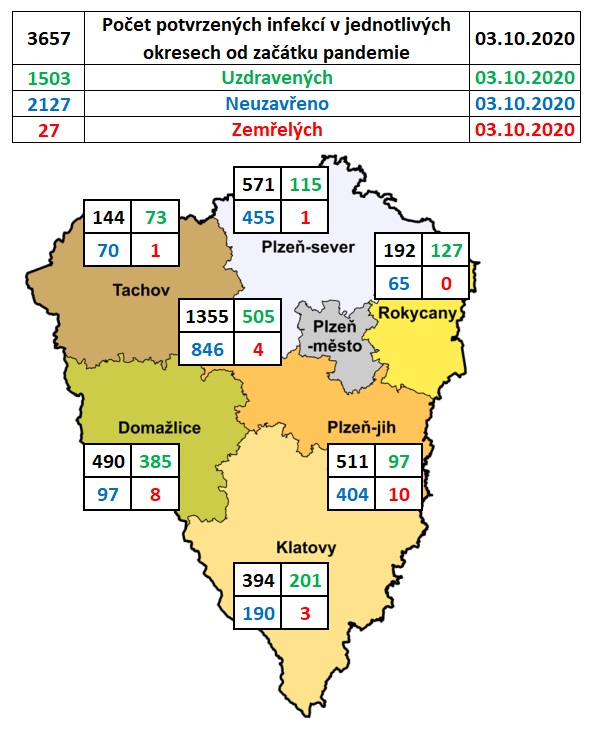 3657 Počet potvrzených infekcí v jednotlivých okresech od začátku pandemie 03.10.2020
1503 Uzdravených 03.10.2020
2127 Neuzavřeno 03.10.2020
27 Zemřelých 03.10.2020
571 115
455 1
Plzeň-sever
144 73
70 1
Tachov
192 127
65 0
Rokycany
1355 505
846 4
Plzeň
-město
Domažlice
490 385
97 8
Plzeň-jih
511 97
404 10
Klatovy
394 201
190 3